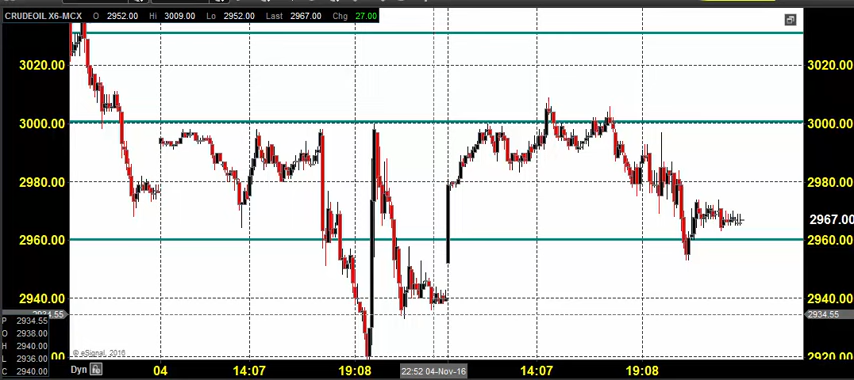 CRUDEOIL X6-MCX O 2952.00 Hi 3009.00 Lo 2952.00 Last 2967.00 Chg 27.00
3020.00 3020.00
3000.00 3000.00
2980.00 2980.00
2967.00
2960.00 2960.00
2940.00 2940.00
2934.55 2934.55
P 2934.55
O 2938.00
H 2940.00
L 2936.00
C 2940.00
2920.00
© eSignal, 2016
Dyn 04 14:07 19:08 22:52 04-Nov-16 14:07 19:08